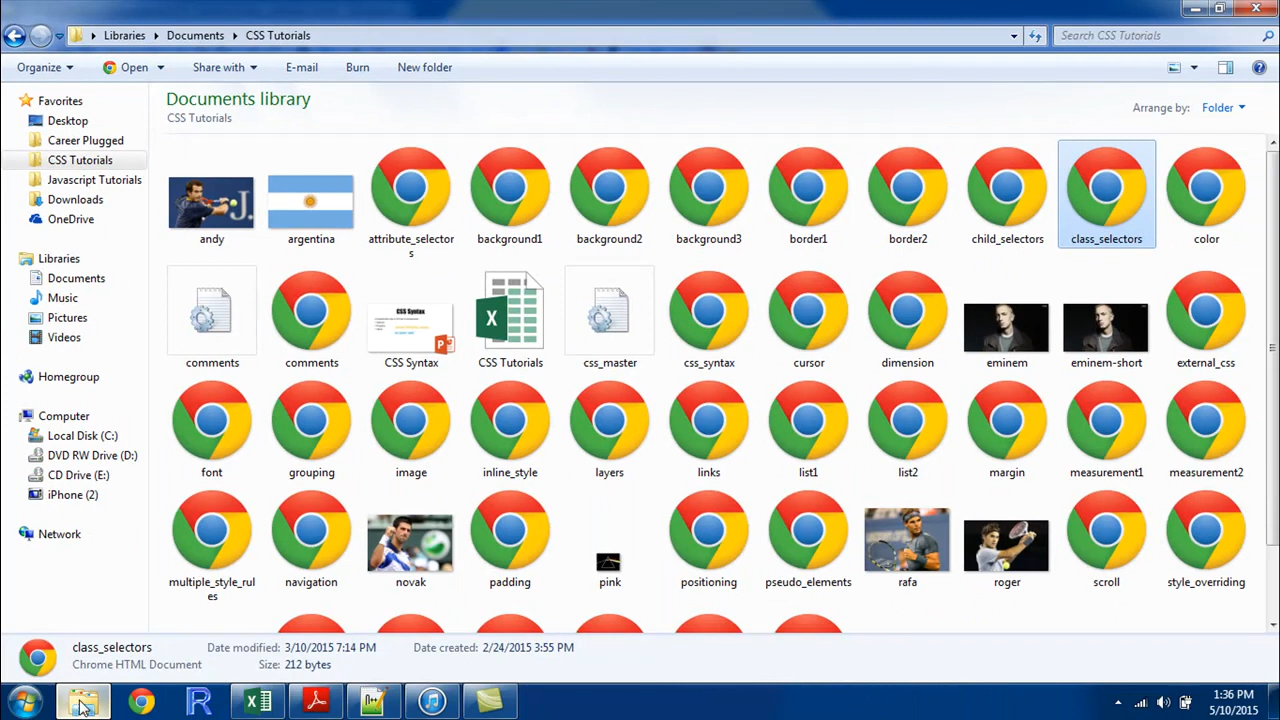 Libraries Documents CSS Tutorials
Search CSS Tutorials
Organize Open Share with E-mail Burn New folder
Favorites
Desktop
Career Plugged
CSS Tutorials
Javascript Tutorials
Downloads
OneDrive
Libraries
Documents
Music
Pictures
Videos
Homegroup
Computer
Local Disk (C:)
DVD RW Drive (D:)
CD Drive (E:)
iPhone (2)
Network
Documents library
CSS Tutorials
Arrange by: Folder
andy argentina attribute_selector background1 background2 background3 border1 border2 child_selectors class_selectors color
s
CSS Syntax
comments comments CSS Syntax CSS Tutorials css_master css_syntax cursor dimension eminem eminem-short external_css
font grouping image inline_style layers links list1 list2 margin measurement1 measurement2
multiple_style_rul navigation novak padding pink positioning pseudo_elements rafa roger scroll style_overriding
es
class_selectors Date modified: 3/10/2015 7:14 PM Date created: 2/24/2015 3:55 PM
Chrome HTML Document Size: 212 bytes
1:36 PM
5/10/2015